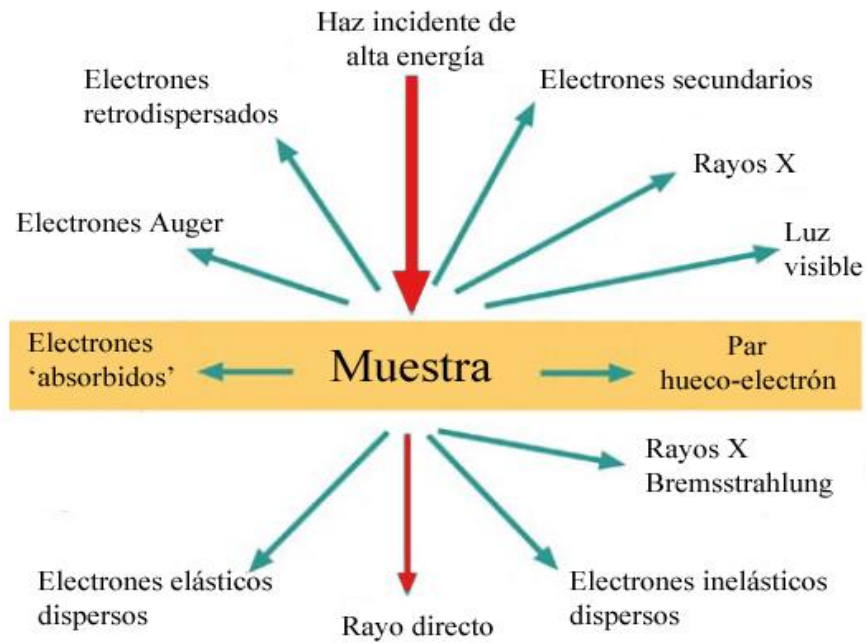 Haz incidente de
alta energía
Electrones
retrodispersados
Electrones secundarios
Rayos X
Electrones Auger
Luz
visible
Electrones
‘absorbidos’
Muestra
Par
hueco-electrón
Rayos X
Bremsstrahlung
Electrones elásticos
dispersos
Rayo directo
Electrones inelásticos
dispersos